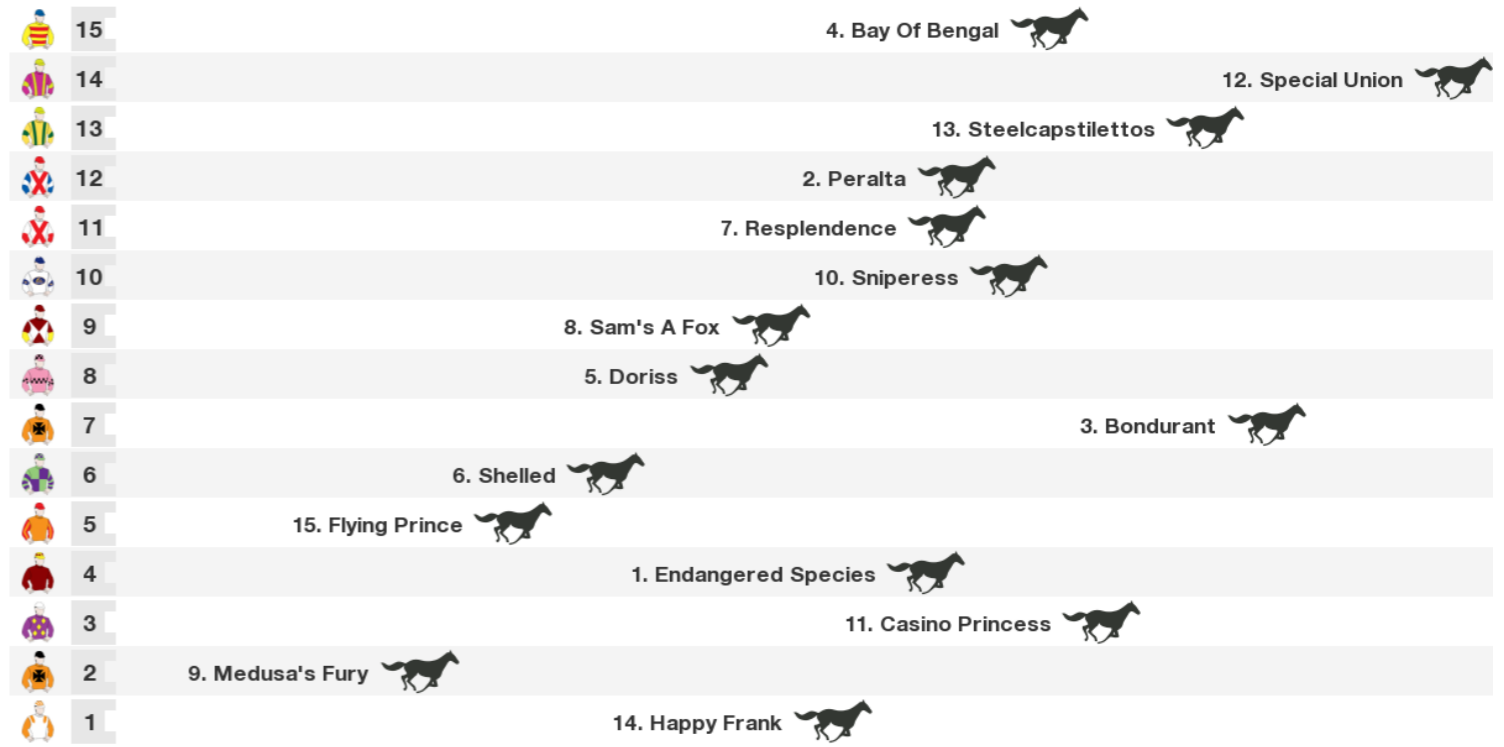 15 4. Bay Of Bengal
14 12. Special Union
13 13. Steelcapstilettos
12 2. Peralta
11 7. Resplendence
10 10. Sniperess
9 8. Sam's A Fox
8 5. Doriss
7 3. Bondurant
6 6. Shelled
5 15. Flying Prince
4 1. Endangered Species
3 11. Casino Princess
2 9. Medusa's Fury
1 14. Happy Frank